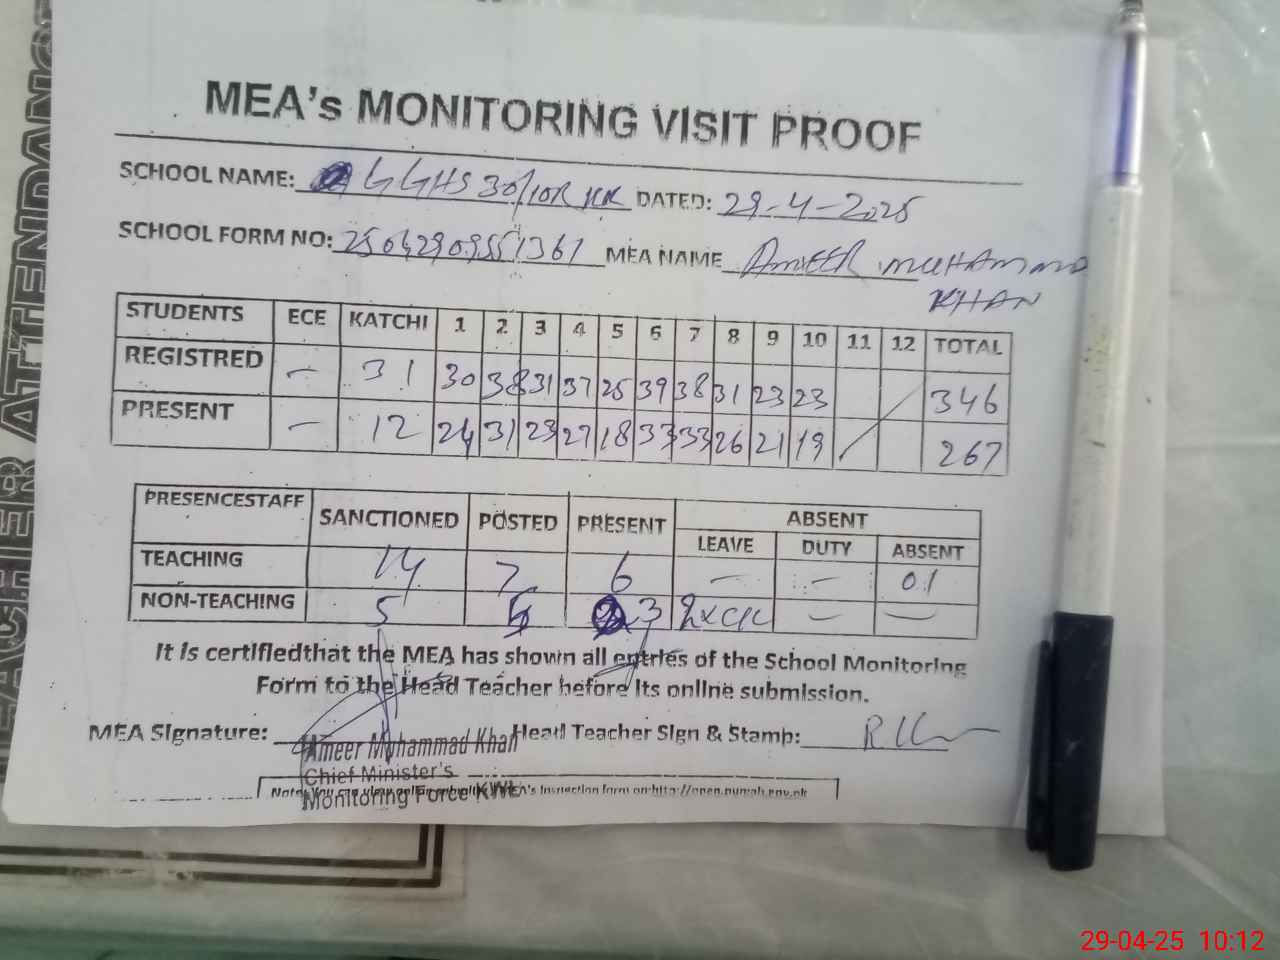 TEACHER ATTENDANC
MEA's MONITORING VISIT PROOF
SCHOOL NAME: GGHS 30/10R KK DATED: 29-4-2025
SCHOOL FORM NO: MEA NAME AMEER MUHAMMAD
KHAN
STUDENTS ECE KATCHI 1 2 3 4 5 6 7 8 9 10 11 12 TOTAL
REGISTRED - 31 30 38 31 37 25 39 38 31 23 23 346
PRESENT - 12 24 31 23 27 18 33 33 26 21 19 267
PRESENCESTAFF SANCTIONED POSTED PRESENT ABSENT
LEAVE DUTY ABSENT
TEACHING 14 7 6 - - 01
NON-TEACHING 5 5 3 - -
It is certifiedthat the MEA has shown all entries of the School Monitoring
Form to the Head Teacher before its online submission.
MEA Signature: Head Teacher Sign & Stamp:
Ameer Muhammad Khan
Chief Minister's
Monitoring Force KWL
29-04-25 10:12